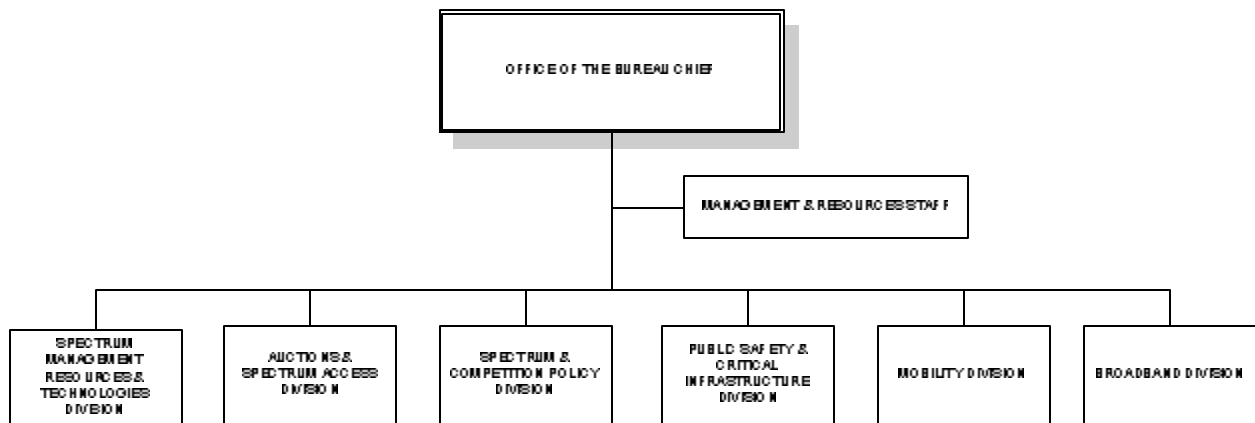 OFFICE OF THE BUREAU CHIEF
MANAGEMENT & RESOURCES STAFF
SPECTRUM
MANAGEMENT
RESOURCES &
TECHNOLOGIES
DIVISION
AUCTIONS &
SPECTRUM ACCESS
DIVISION
SPECTRUM &
COMPETITION POLICY
DIVISION
PUBLIC SAFETY &
CRITICAL
INFRASTRUCTURE
DIVISION
MOBILITY DIVISION
BROADBAND DIVISION